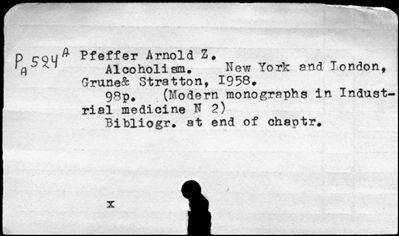 P A 524 A Pfeffer Arnold Z.
Alcoholism. New York and London,
Grune& Stratton, I958.
98p. (Modern monographs in Indust-
rial medicine N 2)
Bibliogr. at end of chaptr.
x